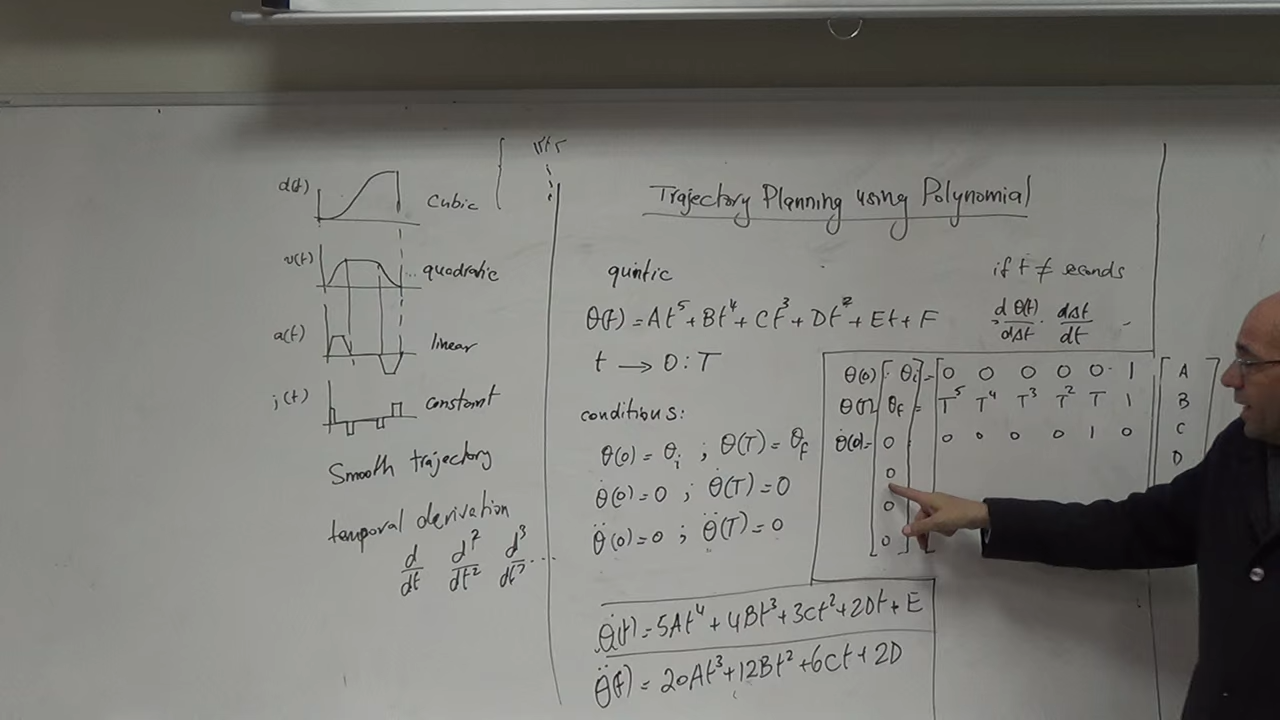 d(t) cubic
v(t) quadratic
a(t) linear
j(t) constant
Smooth trajectory
temporal derivation
d/dt d²/dt² d³/dt³ ...
Trajectory Planning using Polynomial
quintic
θ(t) = At⁵ + Bt⁴ + Ct³ + Dt² + Et + F
t → 0 : T
conditions:
θ(0) = θi ; θ(T) = θf
θ̇(0) = 0 ; θ̇(T) = 0
θ̈(0) = 0 ; θ̈(T) = 0
θ̇(t) = 5At⁴ + 4Bt³ + 3Ct² + 2Dt + E
θ̈(t) = 20At³ + 12Bt² + 6Ct + 2D
if t ≠ seconds
dθ(t)/dΔt · dΔt/dt
θ(0) θi = 0 0 0 0 0 1 A
θ(T) θf = T⁵ T⁴ T³ T² T 1 B
θ̇(0) = 0 0 0 0 0 1 0 C
0 D
0
0